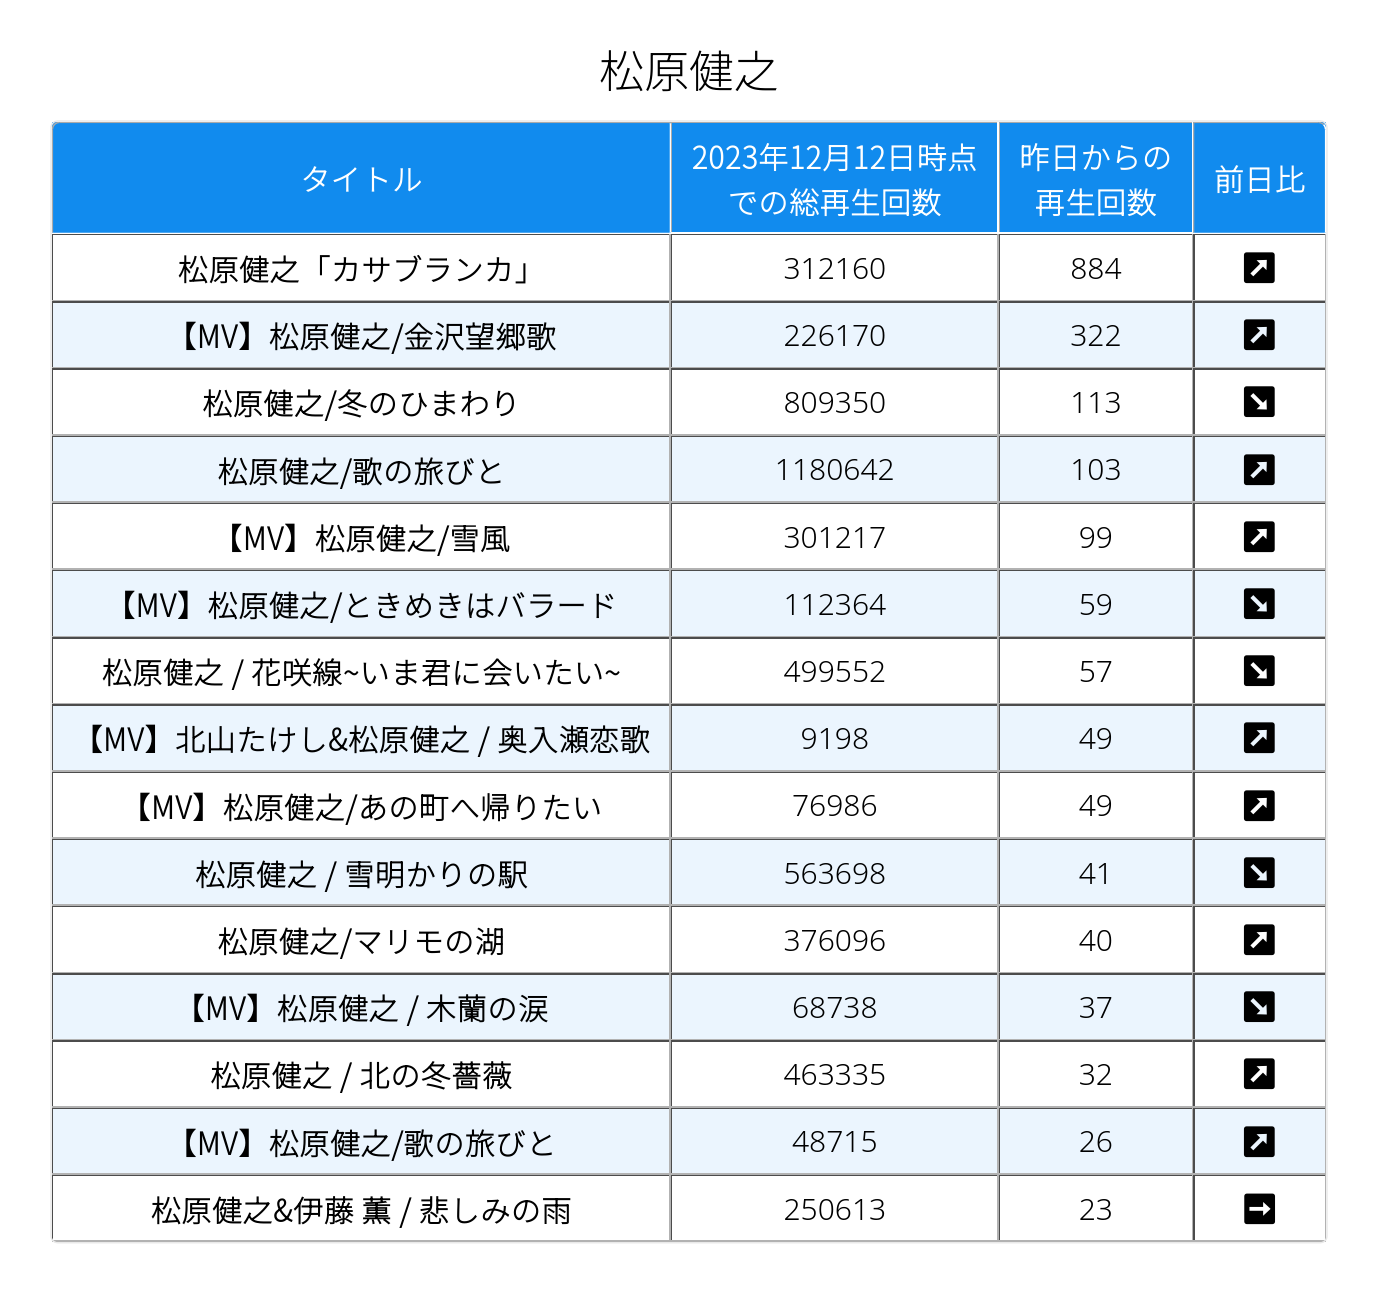 松原健之
タイトル 2023年12月12日時点での総再生回数 昨日からの再生回数 前日比
松原健之「カサブランカ」 312160 884 ↗
【MV】松原健之/金沢望郷歌 226170 322 ↗
松原健之/冬のひまわり 809350 113 ↘
松原健之/歌の旅びと 1180642 103 ↗
【MV】松原健之/雪風 301217 99 ↗
【MV】松原健之/ときめきはバラード 112364 59 ↘
松原健之 / 花咲線~いま君に会いたい~ 499552 57 ↘
【MV】北山たけし&松原健之 / 奥入瀬恋歌 9198 49 ↗
【MV】松原健之/あの町へ帰りたい 76986 49 ↗
松原健之 / 雪明かりの駅 563698 41 ↘
松原健之/マリモの湖 376096 40 ↗
【MV】松原健之 / 木蘭の涙 68738 37 ↘
松原健之 / 北の冬薔薇 463335 32 ↗
【MV】松原健之/歌の旅びと 48715 26 ↗
松原健之&伊藤 薫 / 悲しみの雨 250613 23 →